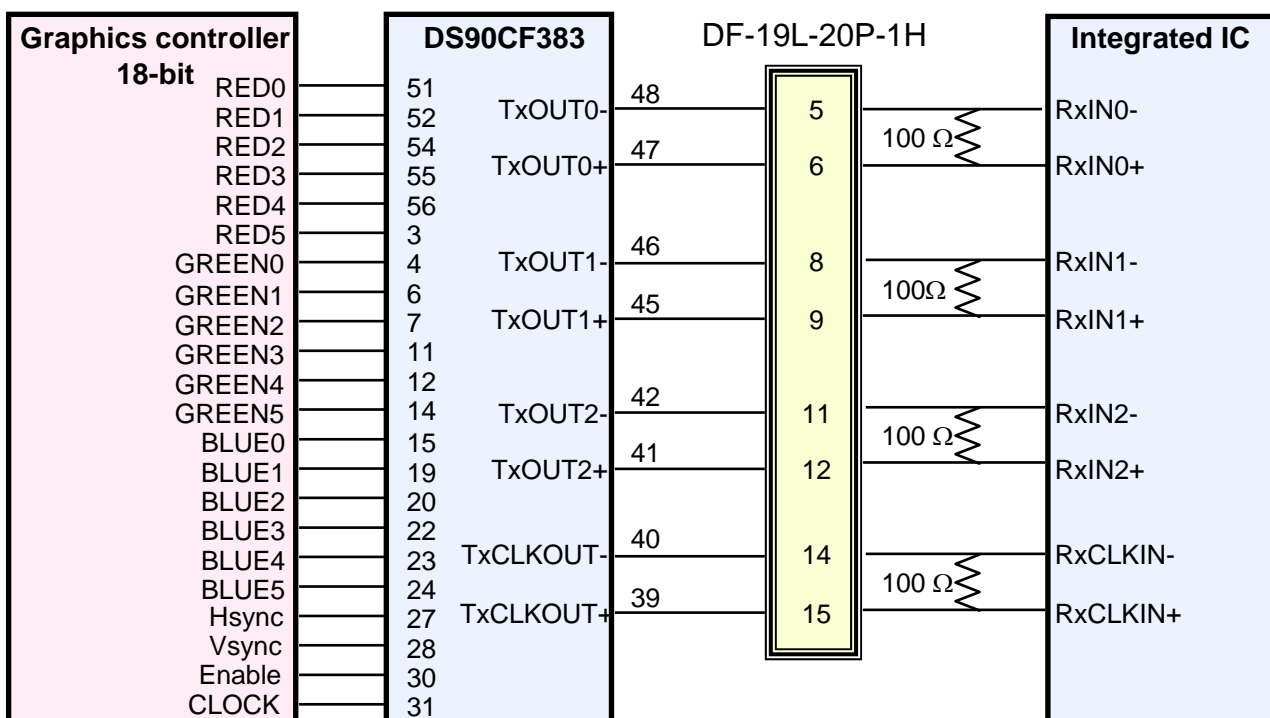 Graphics controller
18-bit
DS90CF383
DF-19L-20P-1H
Integrated IC
RED0 51
RED1 52
RED2 54
RED3 55
RED4 56
RED5 3
GREEN0 4
GREEN1 6
GREEN2 7
GREEN3 11
GREEN4 12
GREEN5 14
BLUE0 15
BLUE1 19
BLUE2 20
BLUE3 22
BLUE4 23
BLUE5 24
Hsync 27
Vsync 28
Enable 30
CLOCK 31
TxOUT0- 48 5 RxIN0-
100 Ω
TxOUT0+ 47 6 RxIN0+
TxOUT1- 46 8 RxIN1-
100Ω
TxOUT1+ 45 9 RxIN1+
TxOUT2- 42 11 RxIN2-
100 Ω
TxOUT2+ 41 12 RxIN2+
TxCLKOUT- 40 14 RxCLKIN-
100 Ω
TxCLKOUT+ 39 15 RxCLKIN+